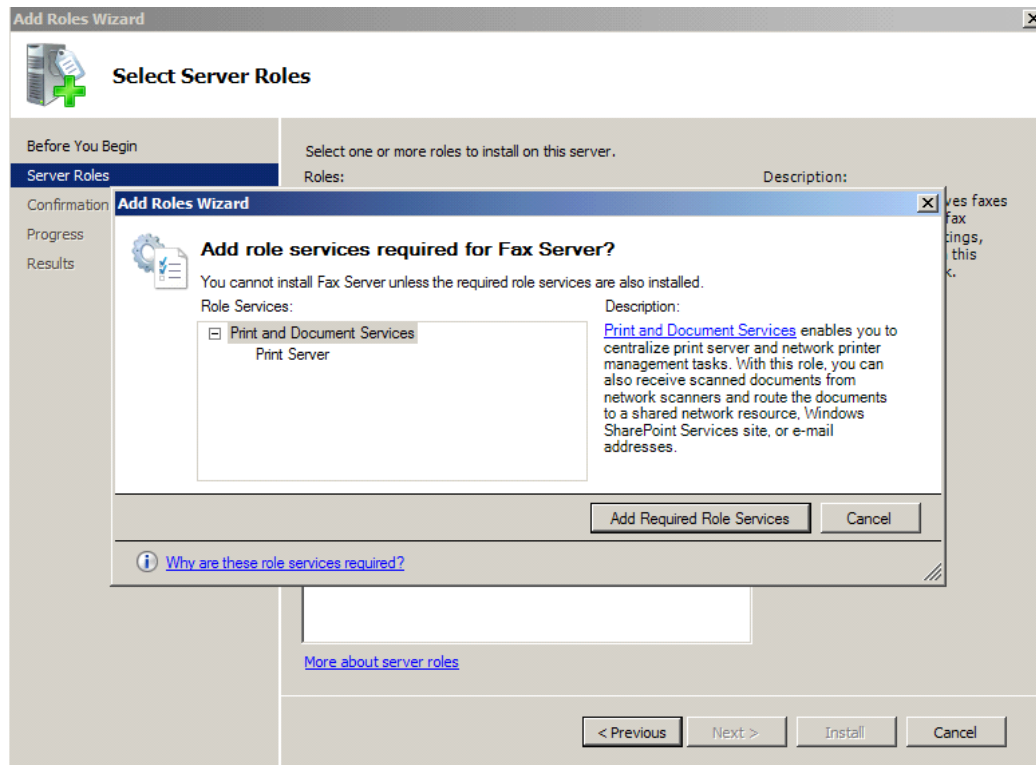 Add Roles Wizard
Select Server Roles
Before You Begin
Server Roles
Confirmation
Progress
Results
Select one or more roles to install on this server.
Roles:
Description:
ves faxes
fax
tings,
this
k.
Add Roles Wizard
Add role services required for Fax Server?
You cannot install Fax Server unless the required role services are also installed.
Role Services:
Print and Document Services
Print Server
Description:
Print and Document Services enables you to
centralize print server and network printer
management tasks. With this role, you can
also receive scanned documents from
network scanners and route the documents
to a shared network resource, Windows
SharePoint Services site, or e-mail
addresses.
Add Required Role Services
Cancel
Why are these role services required?
More about server roles
< Previous
Next >
Install
Cancel